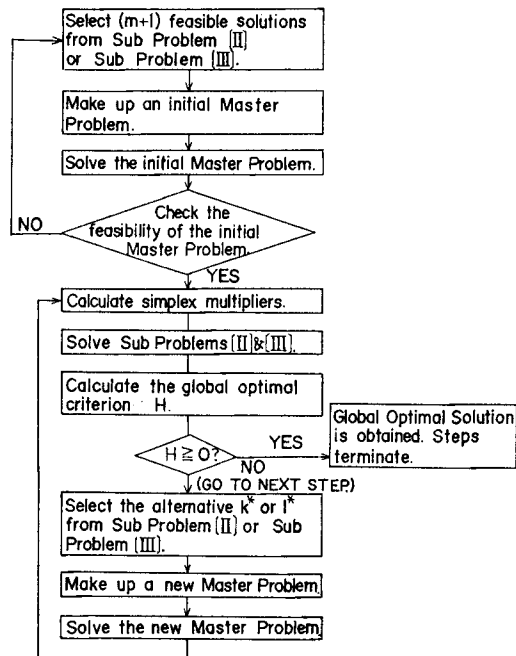 Select (m+1) feasible solutions
from Sub Problem [II]
or Sub Problem [III].
Make up an initial Master
Problem.
Solve the initial Master Problem.
Check the
feasibility of the initial
Master Problem.
NO
YES
Calculate simplex multipliers.
Solve Sub Problems [II]&[III].
Calculate the global optimal
criterion H.
H ≧ 0?
YES
Global Optimal Solution
is obtained. Steps
terminate.
NO
(GO TO NEXT STEP)
Select the alternative k* or l*
from Sub Problem [II] or Sub
Problem [III].
Make up a new Master Problem.
Solve the new Master Problem.